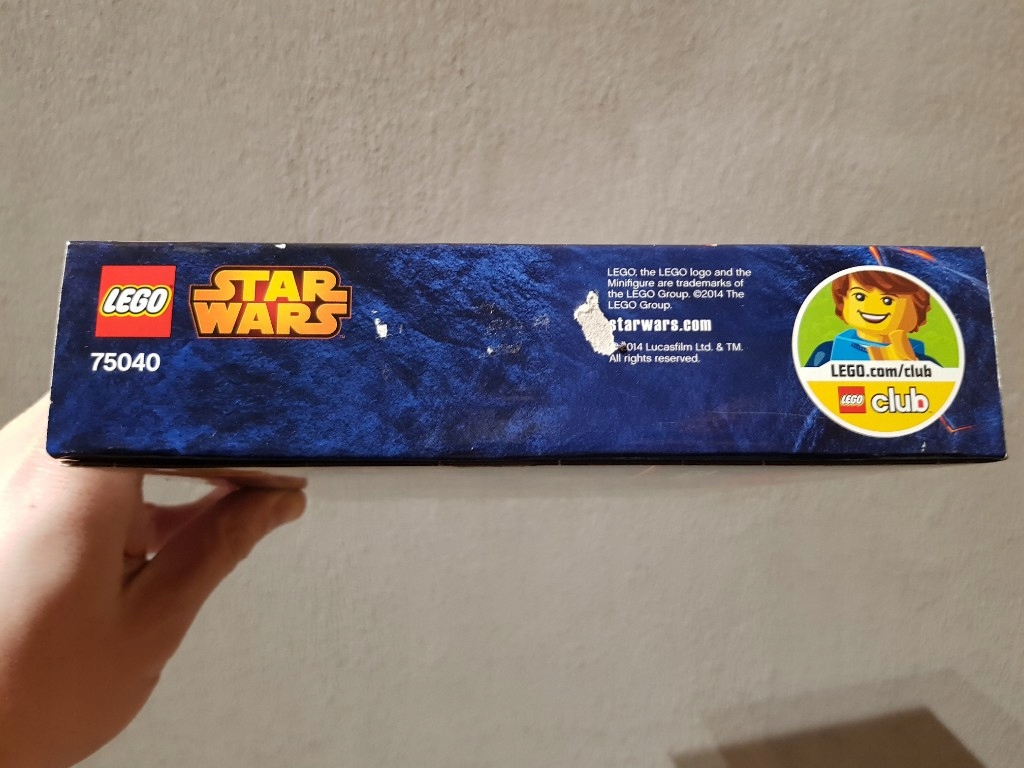 LEGO
STAR
WARS
75040
LEGO, the LEGO logo and the
Minifigure are trademarks of
the LEGO Group. ©2014 The
LEGO Group.
starwars.com
014 Lucasfilm Ltd. & TM.
All rights reserved.
LEGO.com/club
LEGO club